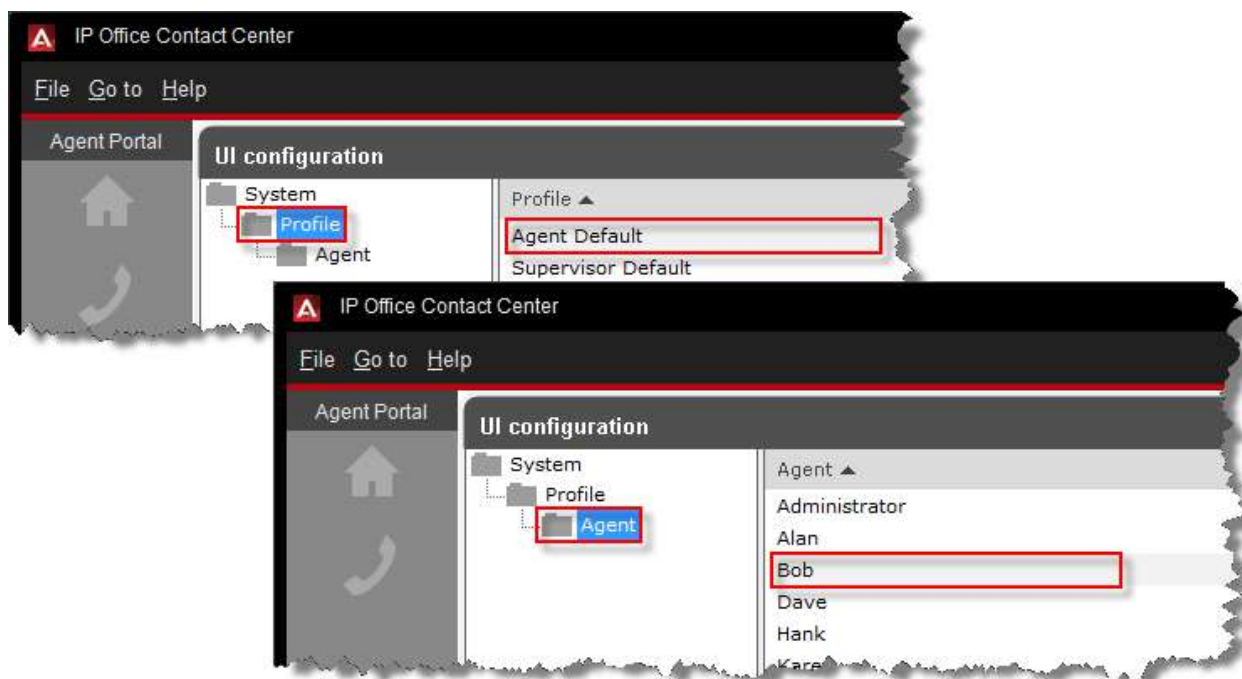 IP Office Contact Center
File Go to Help
Agent Portal
UI configuration
System
Profile
Agent
Profile
Agent Default
Supervisor Default
IP Office Contact Center
File Go to Help
Agent Portal
UI configuration
System
Profile
Agent
Agent
Administrator
Alan
Bob
Dave
Hank